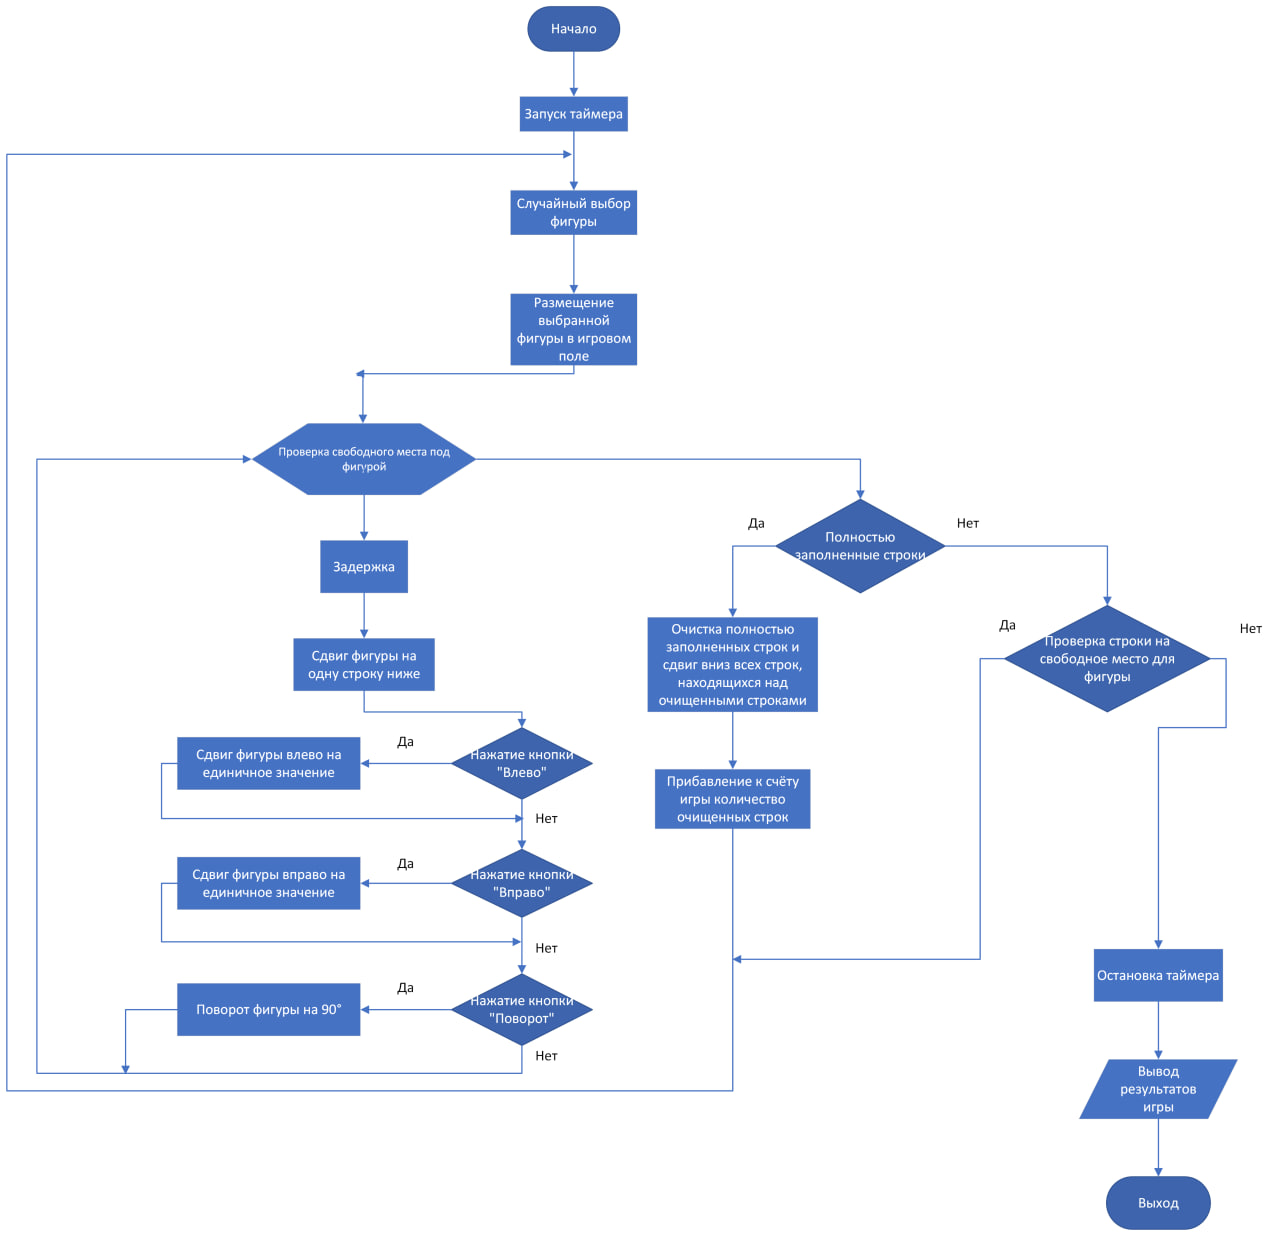 Начало
Запуск таймера
Случайный выбор
фигуры
Размещение
выбранной
фигуры в игровом
поле
Проверка свободного места под
фигурой
Задержка
Сдвиг фигуры на
одну строку ниже
Нажатие кнопки
"Влево"
Да
Сдвиг фигуры влево на
единичное значение
Нет
Нажатие кнопки
"Вправо"
Да
Сдвиг фигуры вправо на
единичное значение
Нет
Нажатие кнопки
"Поворот"
Да
Поворот фигуры на 90°
Нет
Полностью
заполненные строки
Да
Нет
Очистка полностью
заполненных строк и
сдвиг вниз всех строк,
находящихся над
очищенными строками
Прибавление к счёту
игры количество
очищенных строк
Проверка строки на
свободное место для
фигуры
Да
Нет
Остановка таймера
Вывод
результатов
игры
Выход